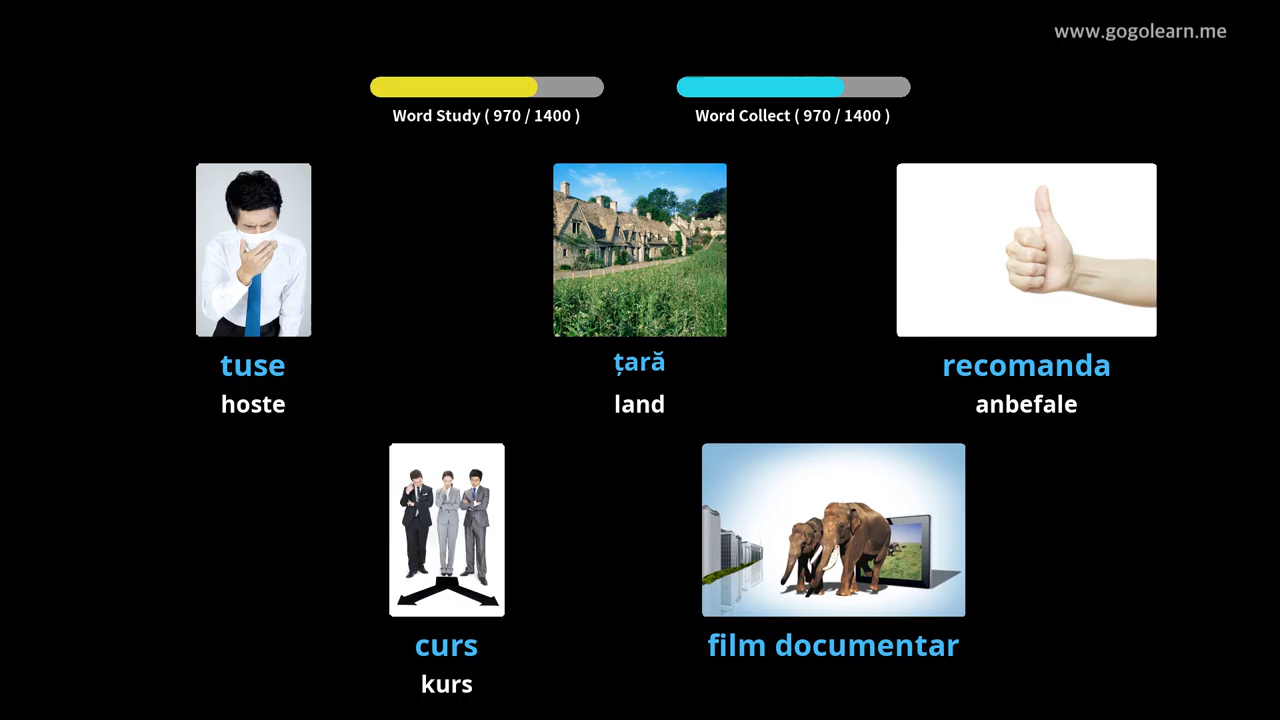 www.gogolearn.me
Word Study ( 970 / 1400 )
Word Collect ( 970 / 1400 )
tuse
hoste
țară
land
recomanda
anbefale
curs
kurs
film documentar